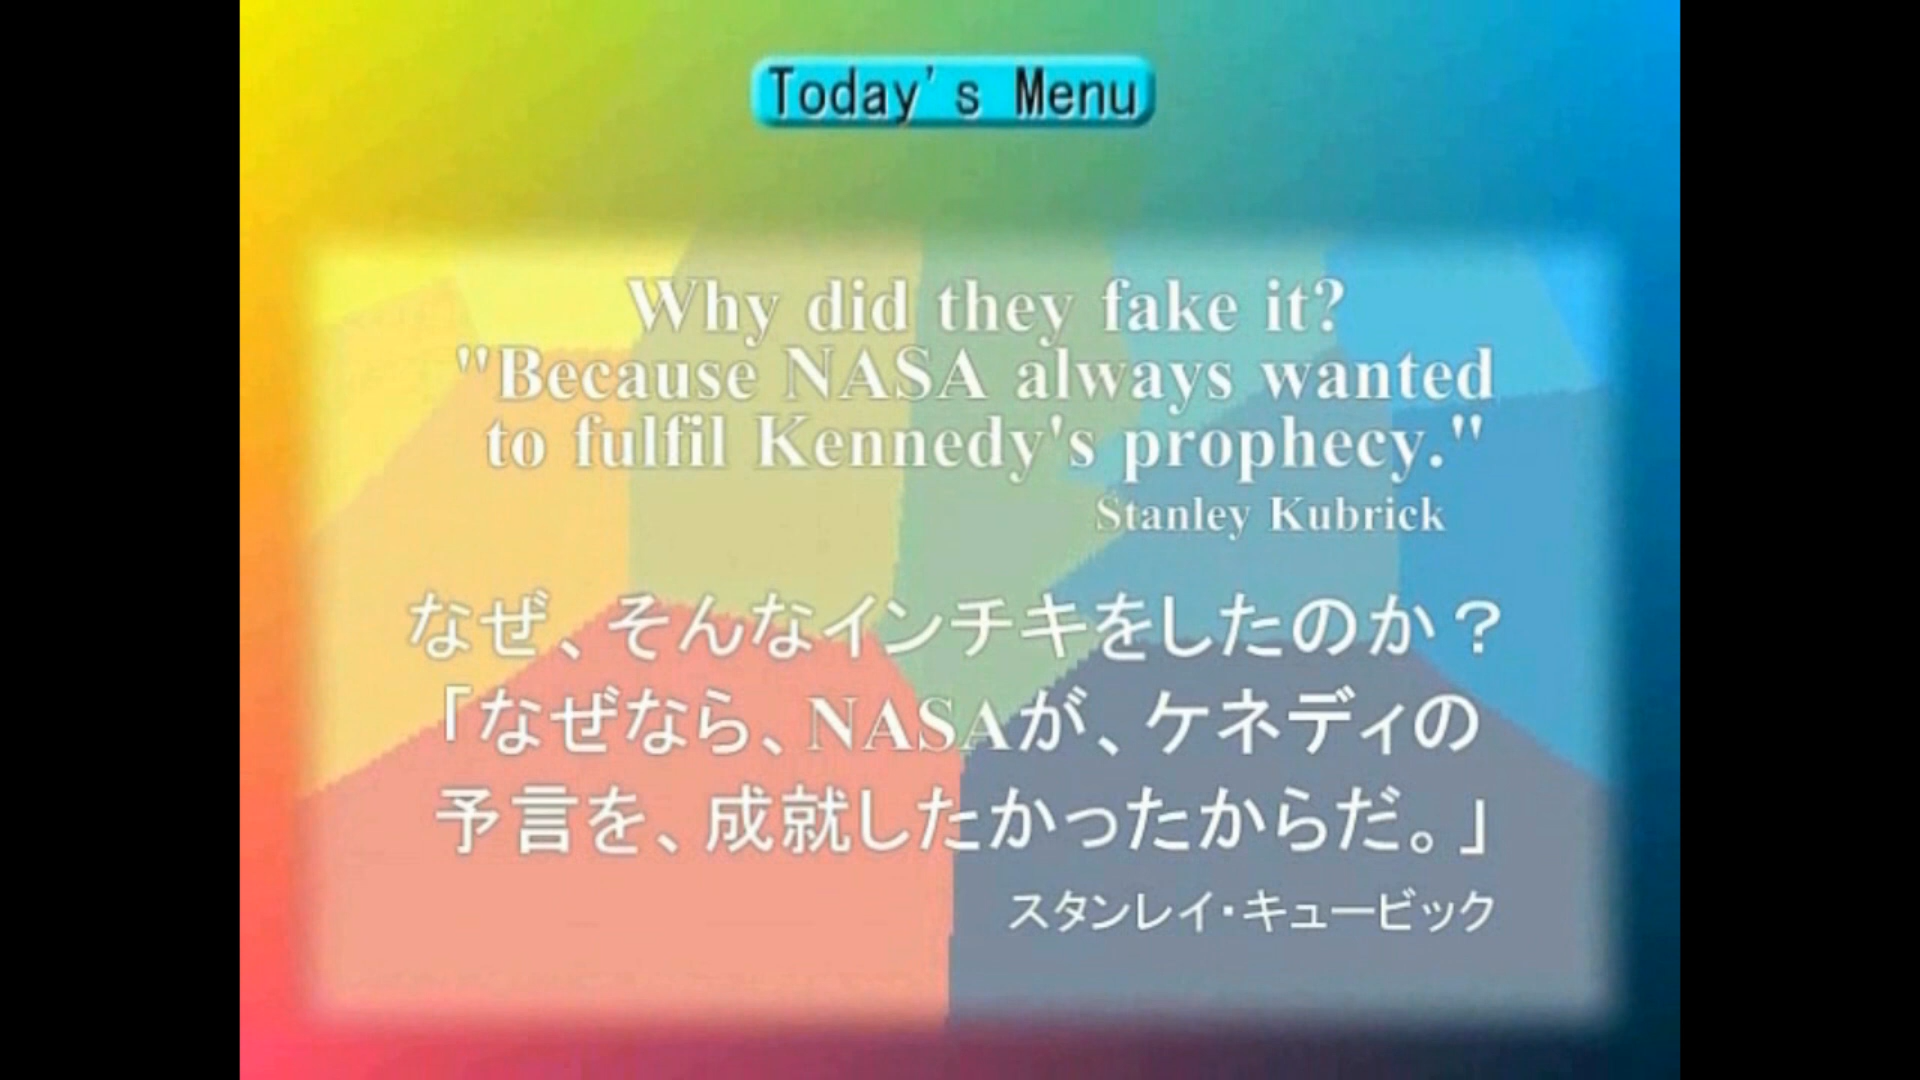 Today's Menu
Why did they fake it?
"Because NASA always wanted
to fulfil Kennedy's prophecy."
Stanley Kubrick
なぜ、そんなインチキをしたのか？
「なぜなら、NASAが、ケネディの
予言を、成就したかったからだ。」
スタンレイ・キュービック